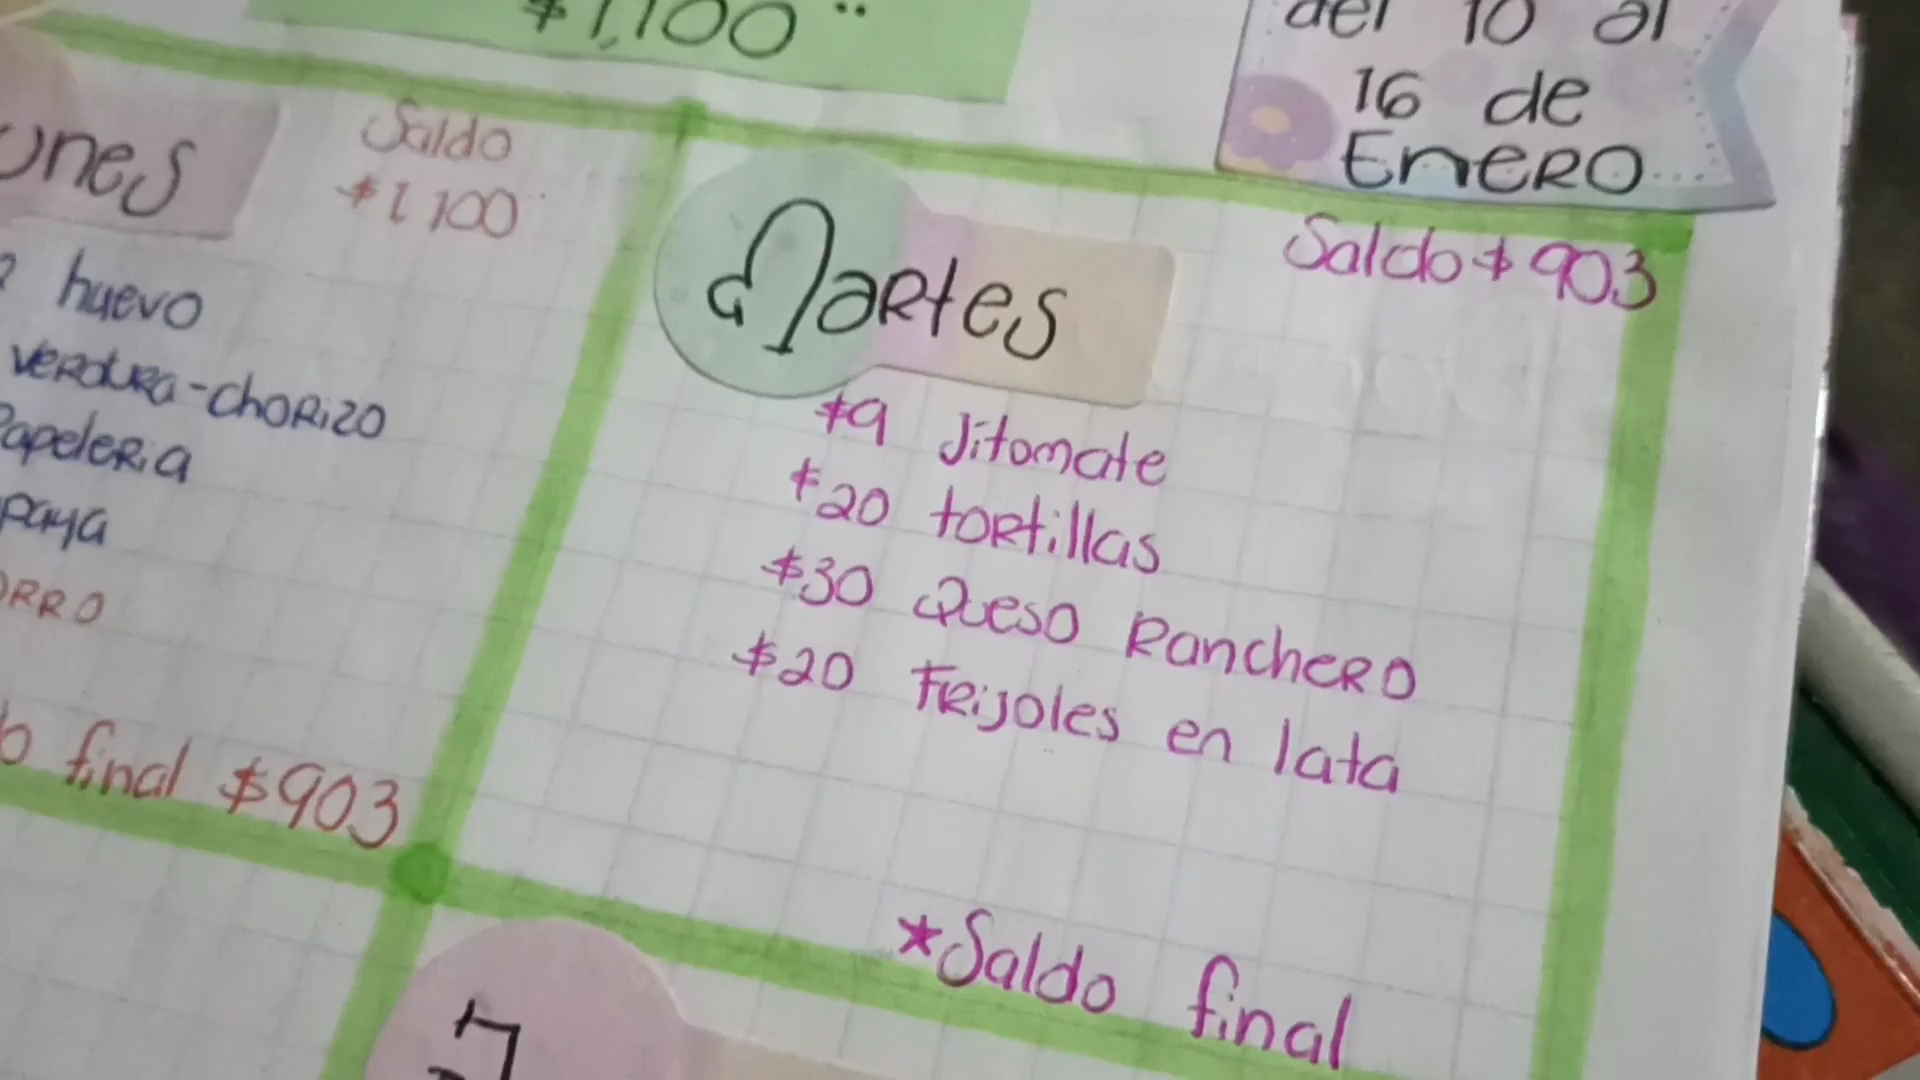 $1,100
del 10 al
16 de
Enero
Saldo
$1,100
huevo
verdura-chorizo
Papeleria
final $903
Martes
Saldo $903
$9 Jitomate
$20 tortillas
$30 Queso Ranchero
$20 Frijoles en lata
*Saldo final